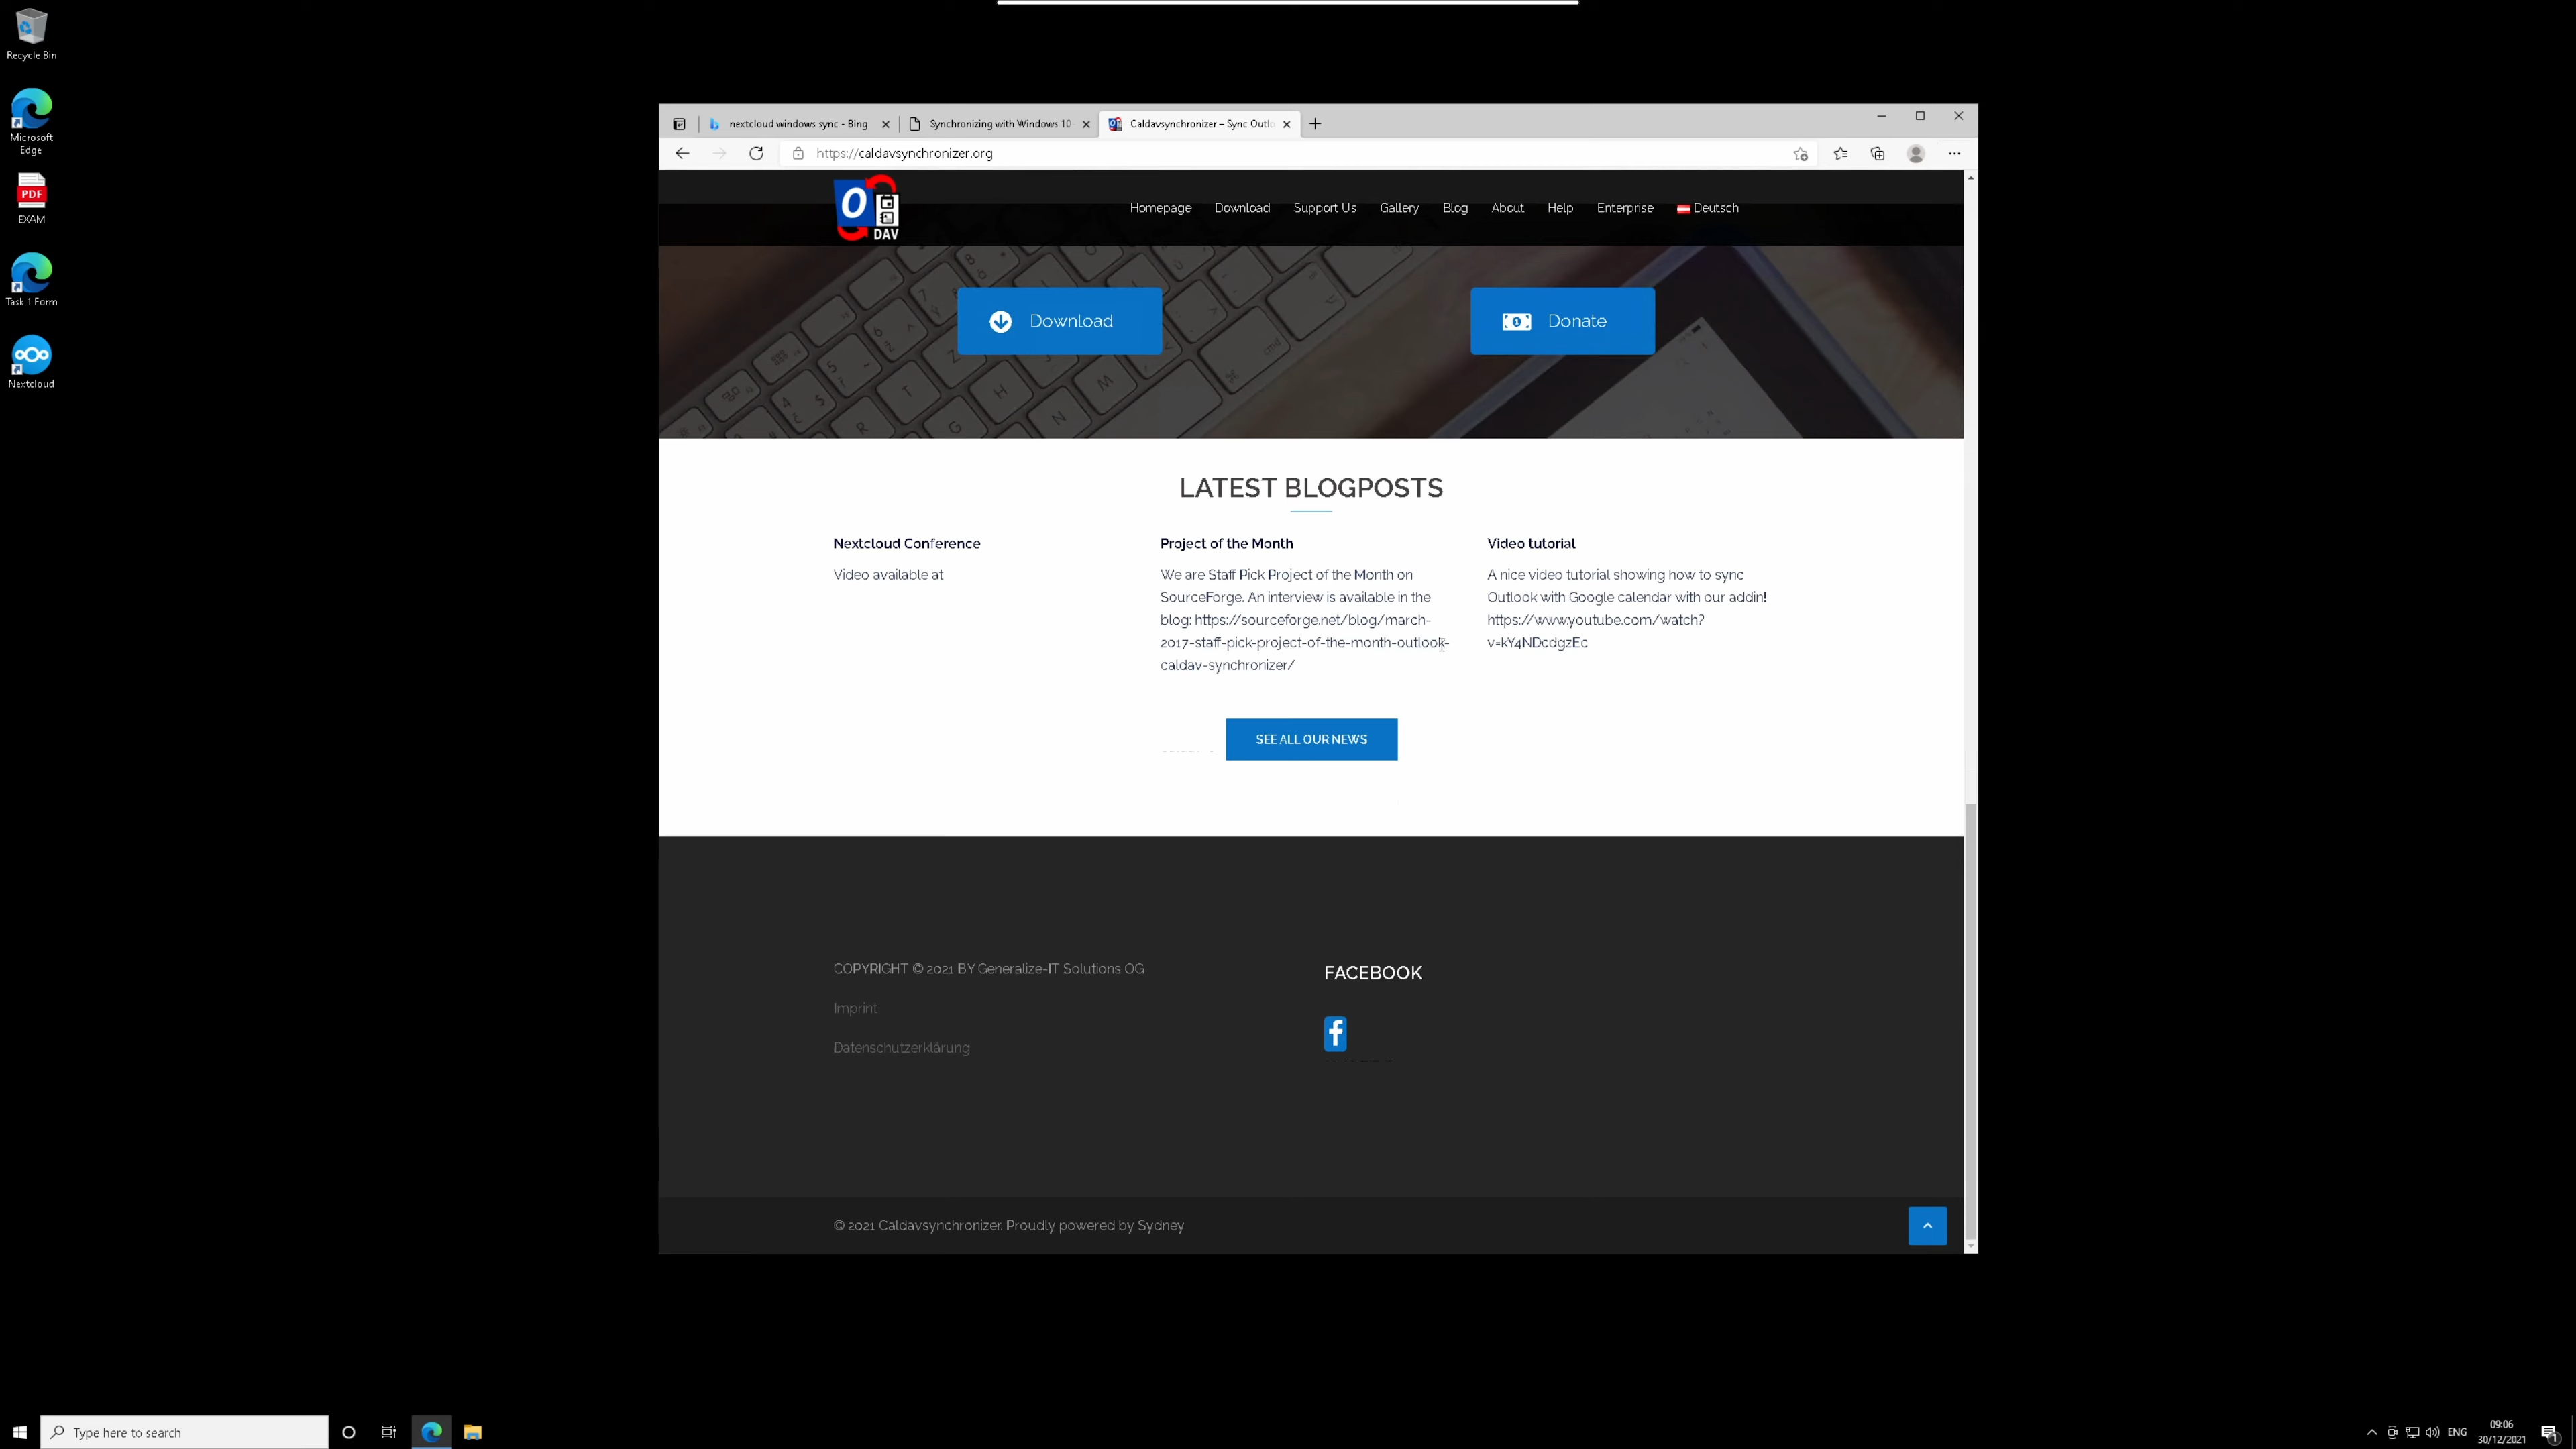 Recycle Bin
Microsoft
Edge
PDF
EXAM
Task 1 Form
Nextcloud
nextcloud windows sync - Bing
Synchronizing with Windows 10
Caldavsynchronizer – Sync Outlo
https://caldavsynchronizer.org
O
DAV
Homepage
Download
Support Us
Gallery
Blog
About
Help
Enterprise
Deutsch
Download
Donate
LATEST BLOGPOSTS
Nextcloud Conference
Video available at
Project of the Month
We are Staff Pick Project of the Month on
SourceForge. An interview is available in the
blog: https://sourceforge.net/blog/march-
2017-staff-pick-project-of-the-month-outlook-
caldav-synchronizer/
Video tutorial
A nice video tutorial showing how to sync
Outlook with Google calendar with our addin!
https://www.youtube.com/watch?
v=kY4NDcdgzEc
SEE ALL OUR NEWS
COPYRIGHT © 2021 BY Generalize-IT Solutions OG
Imprint
Datenschutzerklärung
FACEBOOK
© 2021 Caldavsynchronizer. Proudly powered by Sydney
Type here to search
ENG
09:06
30/12/2021